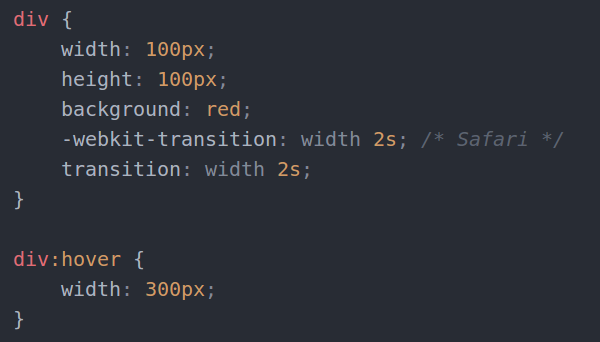 div {
    width: 100px;
    height: 100px;
    background: red;
    -webkit-transition: width 2s; /* Safari */
    transition: width 2s;
}

div:hover {
    width: 300px;
}